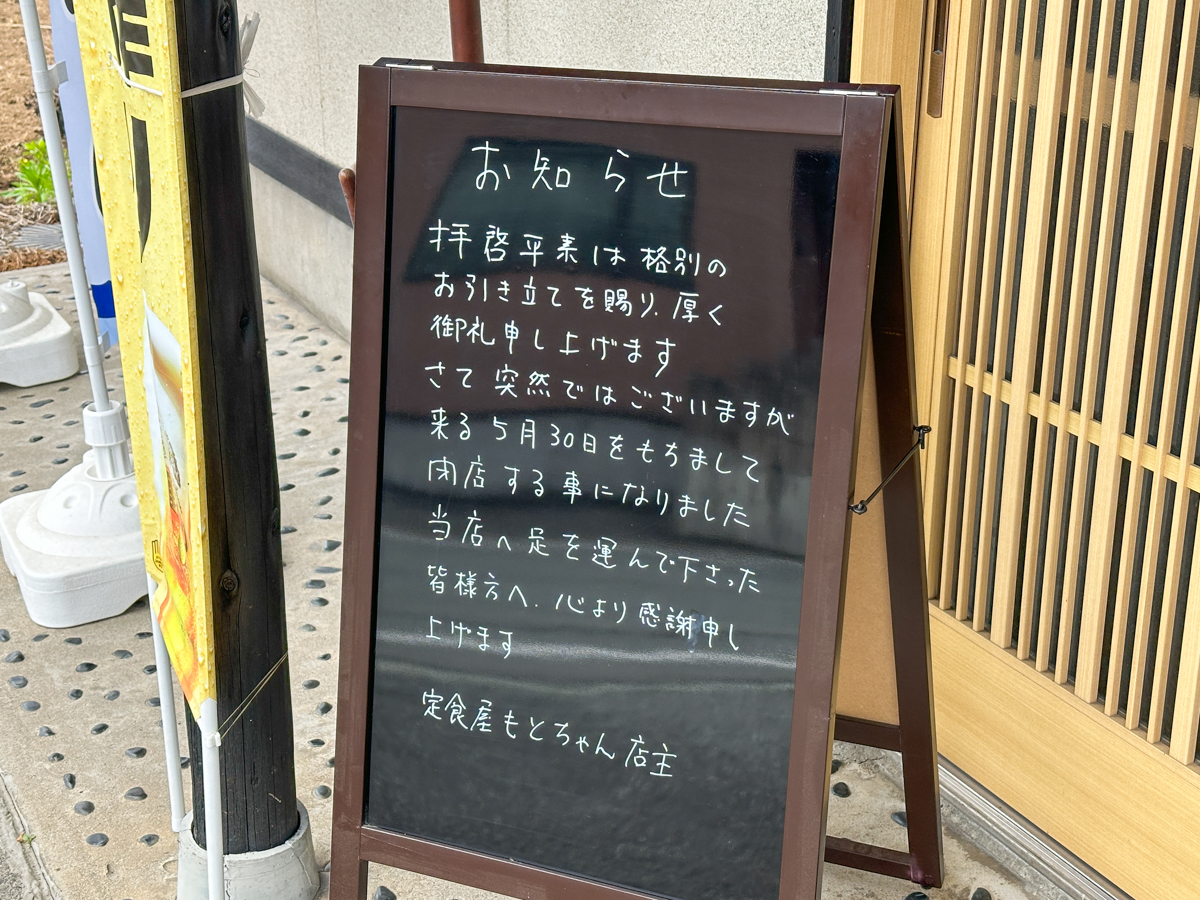 お知らせ
拝啓平素は格別の
お引き立てを賜り、厚く
御礼申し上げます
さて突然ではございますが
来る5月30日をもちまして
閉店する事になりました
当店へ足を運んで下さった
皆様方へ、心より感謝申し
上げます
定食屋もとちゃん店主